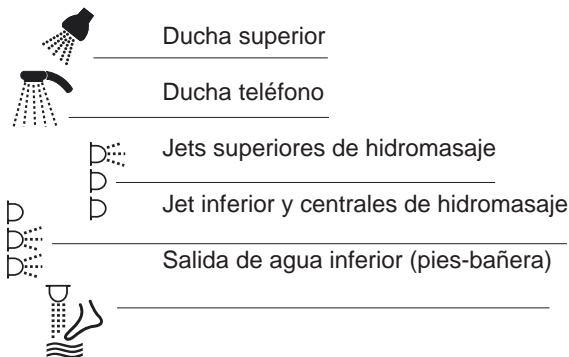 Ducha superior
Ducha teléfono
Jets superiores de hidromasaje
Jet inferior y centrales de hidromasaje
Salida de agua inferior (pies-bañera)